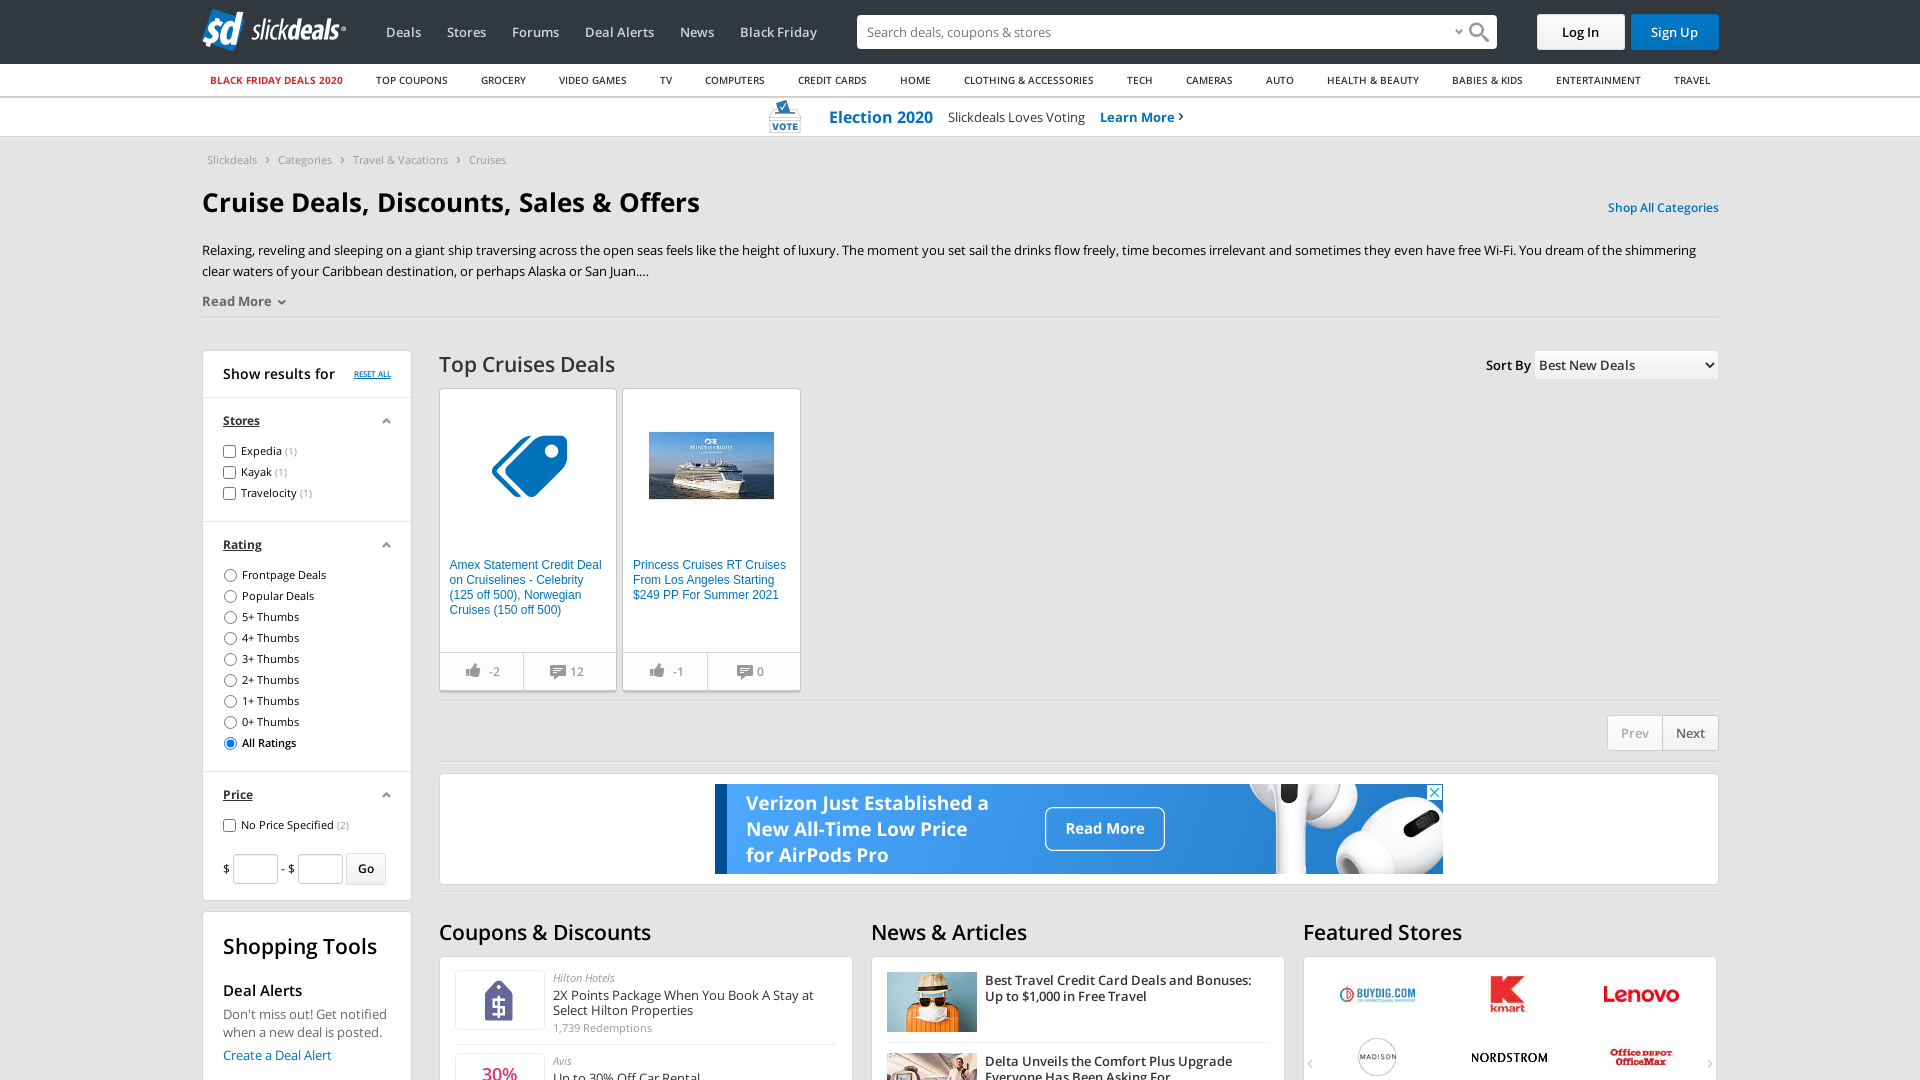 sd slickdeals
Deals Stores Forums Deal Alerts News Black Friday
Search deals, coupons & stores
Log In
Sign Up
BLACK FRIDAY DEALS 2020 TOP COUPONS GROCERY VIDEO GAMES TV COMPUTERS CREDIT CARDS HOME CLOTHING & ACCESSORIES TECH CAMERAS AUTO HEALTH & BEAUTY BABIES & KIDS ENTERTAINMENT TRAVEL
VOTE Election 2020 Slickdeals Loves Voting Learn More
Slickdeals Categories Travel & Vacations Cruises
Cruise Deals, Discounts, Sales & Offers
Shop All Categories
Relaxing, reveling and sleeping on a giant ship traversing across the open seas feels like the height of luxury. The moment you set sail the drinks flow freely, time becomes irrelevant and sometimes they even have free Wi-Fi. You dream of the shimmering
clear waters of your Caribbean destination, or perhaps Alaska or San Juan....
Read More
Show results for RESET ALL
Stores
Expedia (1)
Kayak (1)
Travelocity (1)
Rating
Frontpage Deals
Popular Deals
5+ Thumbs
4+ Thumbs
3+ Thumbs
2+ Thumbs
1+ Thumbs
0+ Thumbs
All Ratings
Price
No Price Specified (2)
$ - $ Go
Shopping Tools
Deal Alerts
Don't miss out! Get notified
when a new deal is posted.
Create a Deal Alert
Top Cruises Deals
Sort By Best New Deals
Amex Statement Credit Deal
on Cruiselines - Celebrity
(125 off 500), Norwegian
Cruises (150 off 500)
-2 12
PRINCESS CRUISES
Princess Cruises RT Cruises
From Los Angeles Starting
$249 PP For Summer 2021
-1 0
Prev Next
Verizon Just Established a
New All-Time Low Price
for AirPods Pro
Read More
Coupons & Discounts
Hilton Hotels
2X Points Package When You Book A Stay at
Select Hilton Properties
1,739 Redemptions
30%
Avis
Up to 30% Off Car Rental
News & Articles
Best Travel Credit Card Deals and Bonuses:
Up to $1,000 in Free Travel
Delta Unveils the Comfort Plus Upgrade
Everyone Has Been Asking For
Featured Stores
BUYDIG.COM
K
kmart
Lenovo
MADISON
NORDSTROM
Office DEPOT
OfficeMax